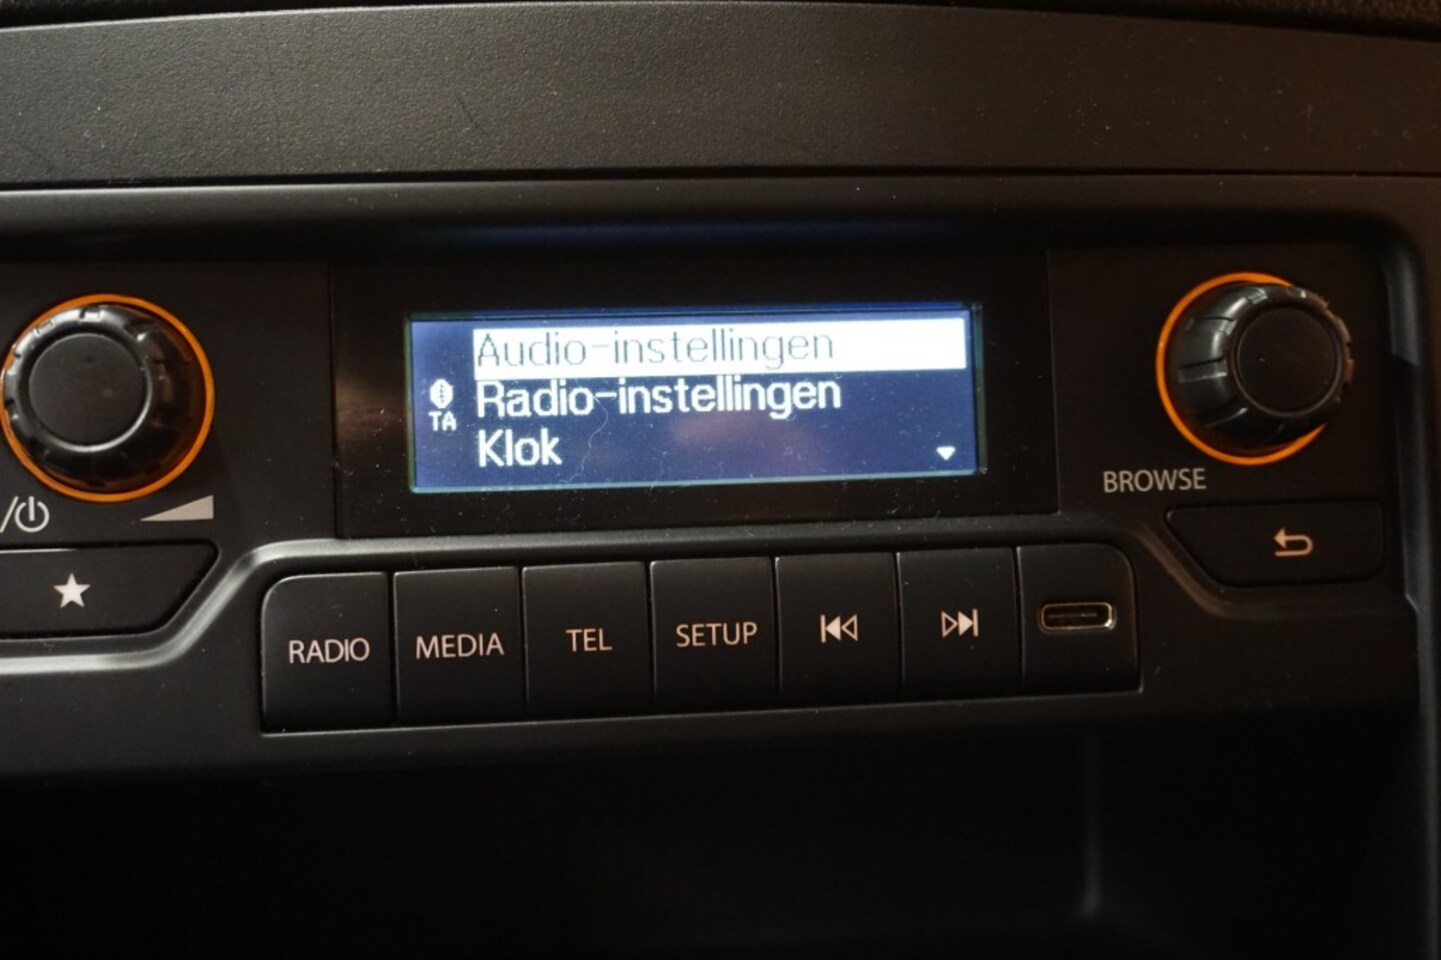 Audio-instellingen
Radio-instellingen
TA
Klok
BROWSE
RADIO
MEDIA
TEL
SETUP